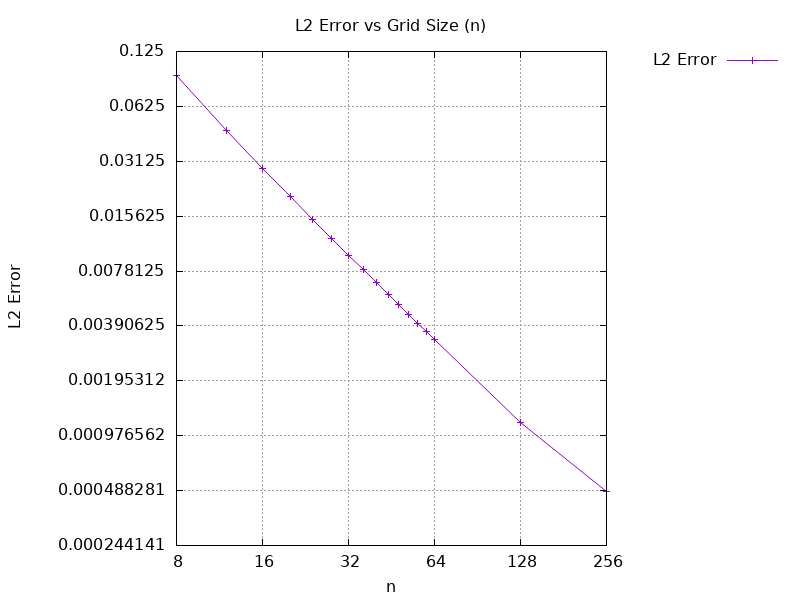 L2 Error vs Grid Size (n)
L2 Error
0.125
0.0625
0.03125
0.015625
0.0078125
0.00390625
0.00195312
0.000976562
0.000488281
0.000244141
L2 Error
8 16 32 64 128 256
n